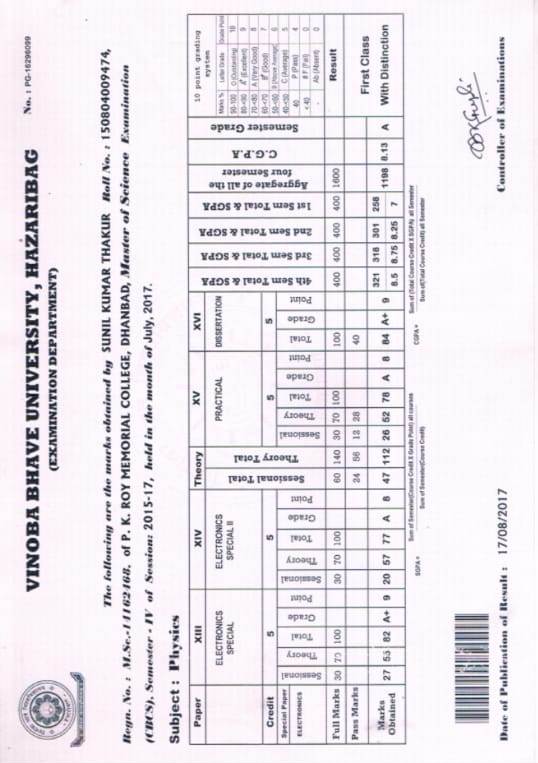 No. : PG-16296099
VINOBA BHAVE UNIVERSITY, HAZARIBAG
(EXAMINATION DEPARTMENT)
The following are the marks obtained by SUNIL KUMAR THAKUR Roll No. : 150804009474,
Regn. No. : M.Sc.-14162468, of P. K. ROY MEMORIAL COLLEGE, DHANBAD, Master of Science Examination
(CBCS), Semester - IV of Session: 2015-17, held in the month of July, 2017.
Subject : Physics
Paper XIII XIV Theory XV XVI
ELECTRONICS SPECIAL ELECTRONICS SPECIAL II PRACTICAL DISSERTATION
Credit 5 5 5 5
Special Paper ELECTRONICS
Sessional Theory Total Grade Point Sessional Theory Total Grade Point Sessional Total Theory Total Sessional Theory Total Grade Point Total Grade Point
4th Sem Total & SGPA 3rd Sem Total & SGPA 2nd Sem Total & SGPA 1st Sem Total & SGPA Aggregate of all the four Semester C.G.P.A Semester Grade
10 point grading system
Marks % Letter Grade Grade Point
90-100 O (Outstanding) 10
80-<90 A+ (Excellent) 9
70-<80 A (Very Good) 8
60-<70 B+ (Good) 7
50-<60 B (Above Average) 6
40-<50 C (Average) 5
40 P (Pass) 4
<40 F (Fail) 0
- Ab (Absent) 0
Result
Full Marks 30 70 100 30 70 100 60 140 30 70 100 100 400 400 400 400 1600
Pass Marks 24 56 12 28 40
Marks Obtained 27 55 82 A+ 9 20 57 77 A 8 47 112 26 52 78 A 8 84 A+ 9 321 8.5 318 8.75 301 8.25 258 7 1198 8.13 A
First Class With Distinction
SGPA = Sum of Semester(Course Credit X Grade Point) all courses
Sum of Semester(Course Credit)
CGPA = Sum of (Total Course Credit X SGPA) all Semester
Sum of(Total Course Credit) all Semester
Date of Publication of Result : 17/08/2017
Controller of Examinations